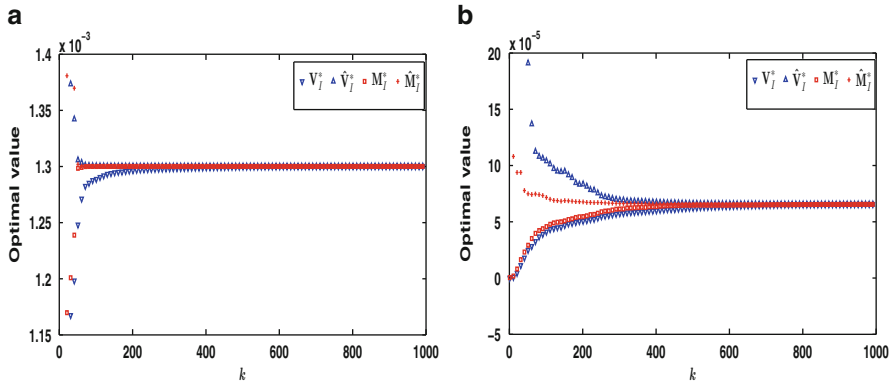 a
x 10⁻³
1.4
1.35
1.3
1.25
1.2
1.15
Optimal value
0 200 400 600 800 1000
k
V*_I V̂*_I M*_I M̂*_I
b
x 10⁻⁵
20
15
10
5
0
−5
Optimal value
0 200 400 600 800 1000
k
V*_I V̂*_I M*_I M̂*_I